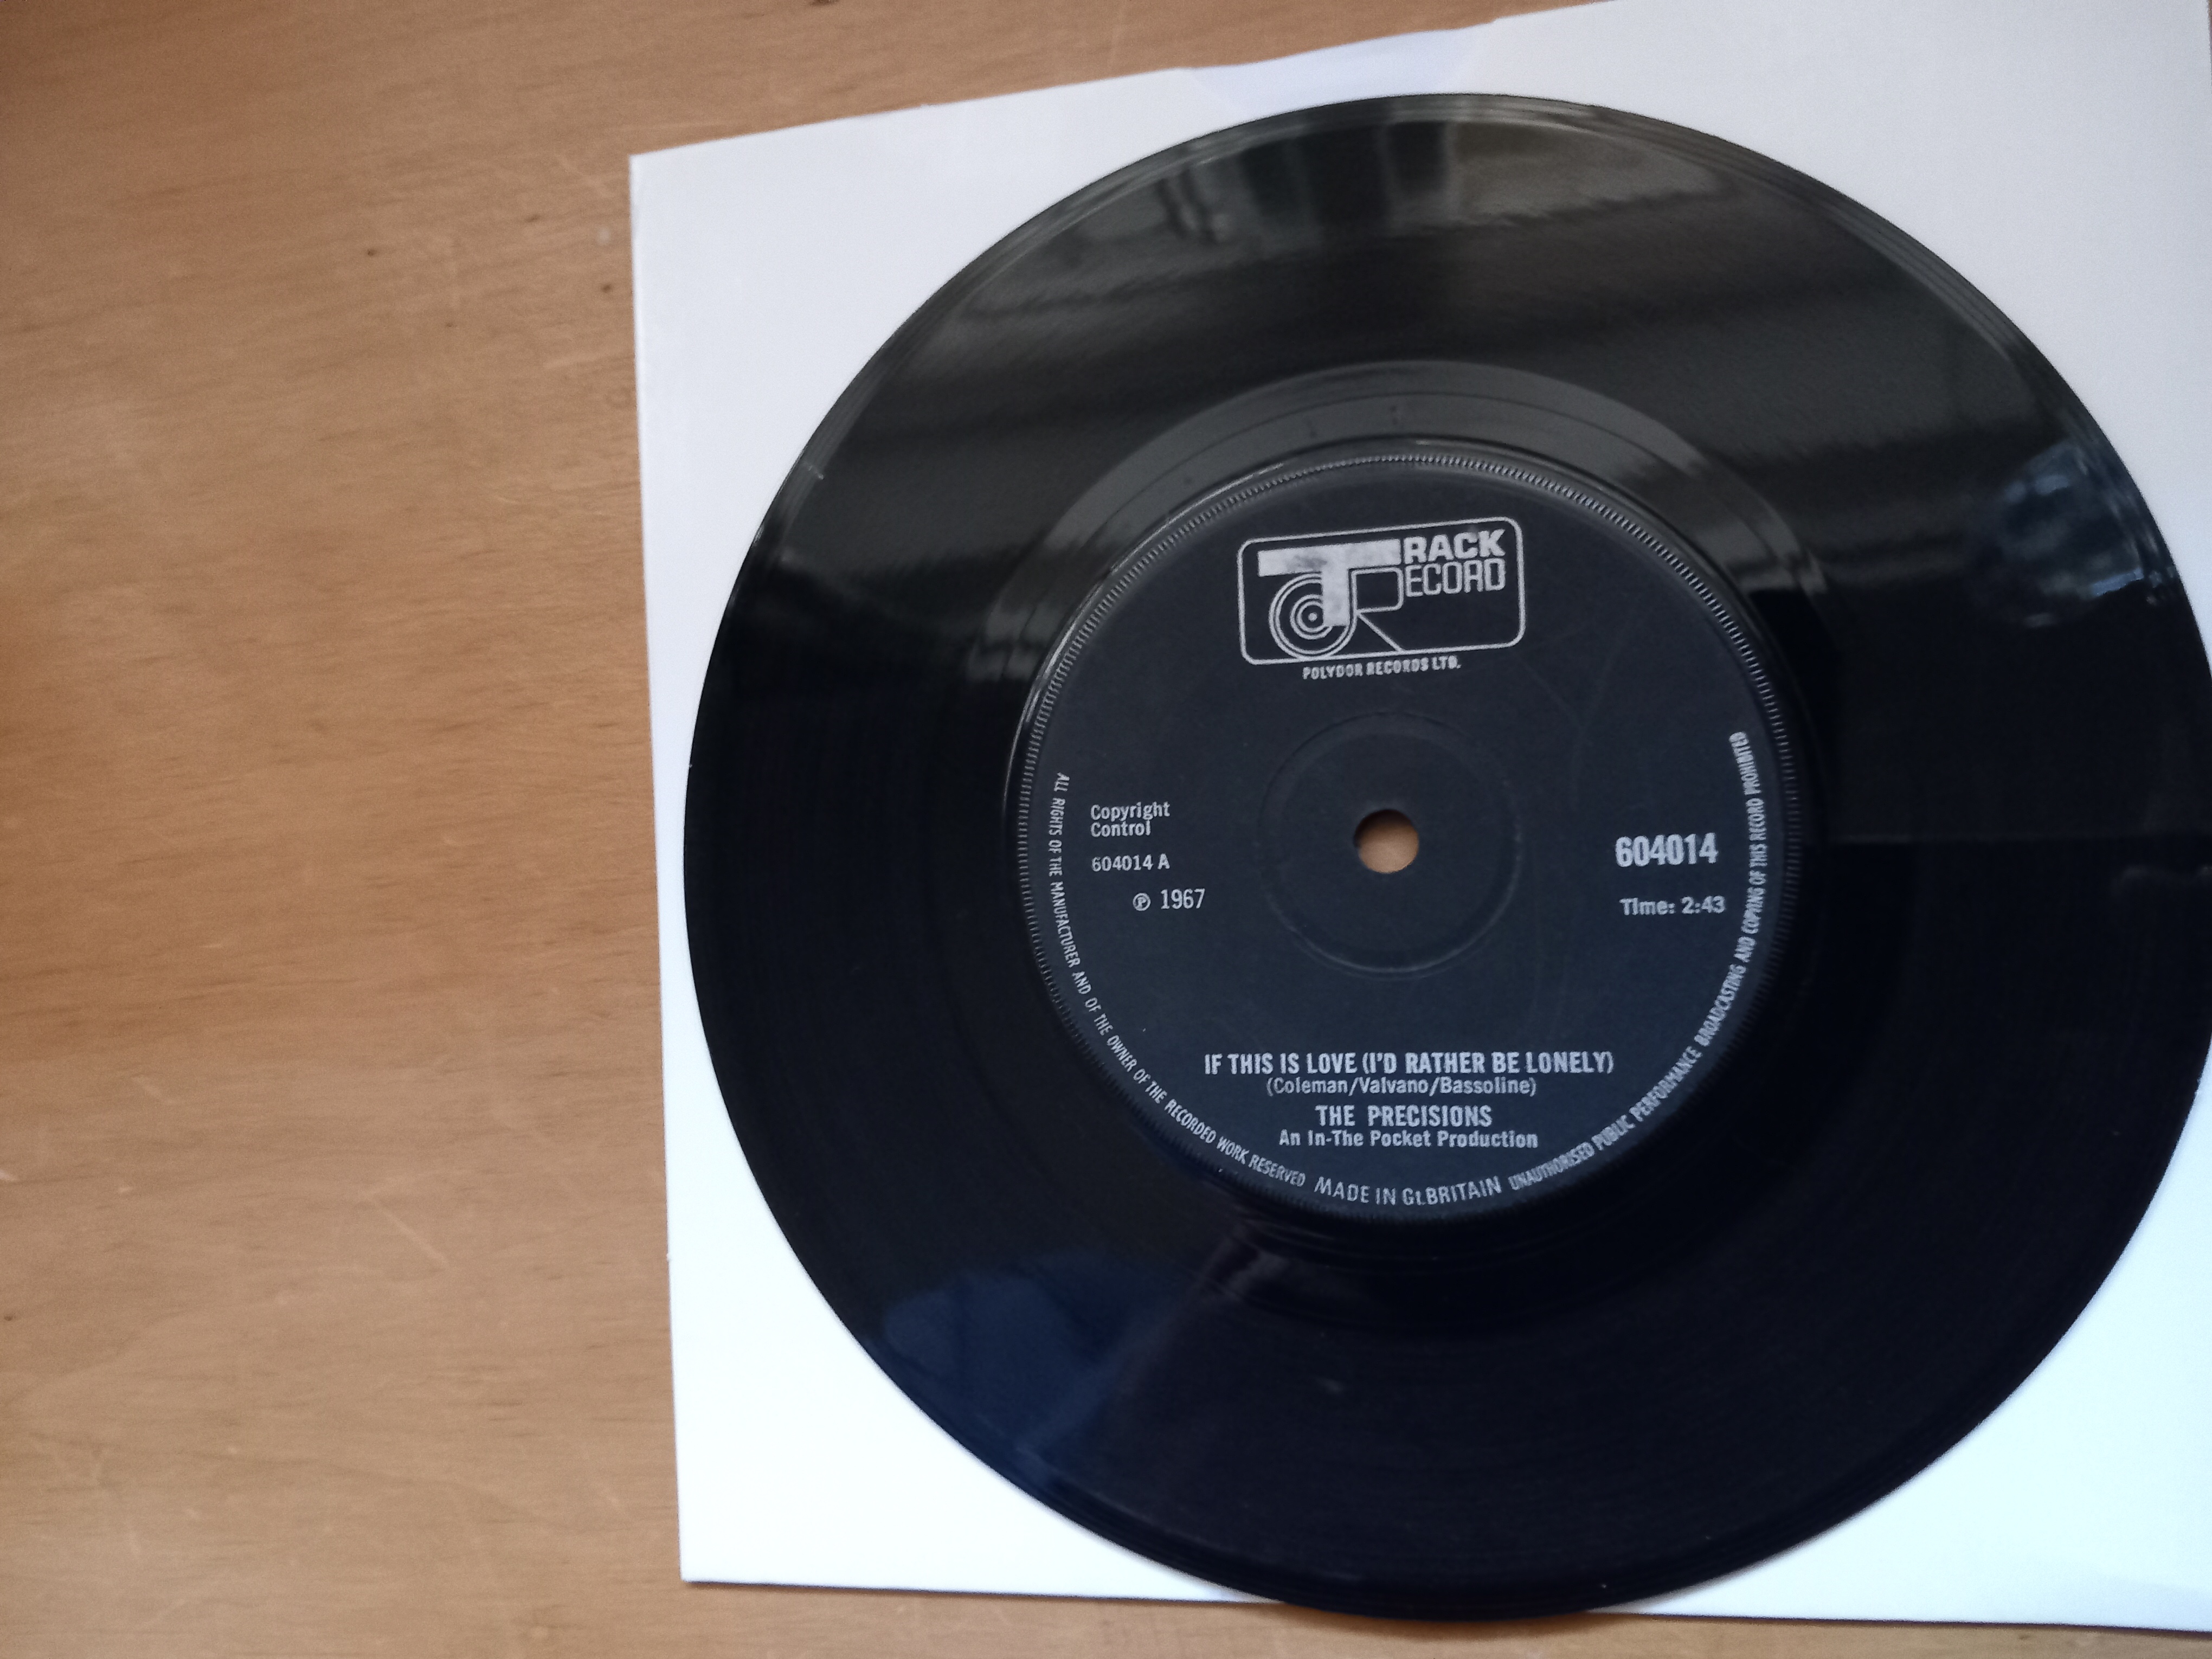 TRACK
RECORD
POLYDOR RECORDS LTD.
Copyright
Control
604014 A
℗ 1967
604014
Time: 2:43
IF THIS IS LOVE (I'D RATHER BE LONELY)
(Coleman/Valvano/Bassoline)
THE PRECISIONS
An In-The Pocket Production
ALL RIGHTS OF THE MANUFACTURER AND OF THE OWNER OF THE RECORDED WORK RESERVED MADE IN Gt.BRITAIN UNAUTHORISED PUBLIC PERFORMANCE BROADCASTING AND COPYING OF THIS RECORD PROHIBITED